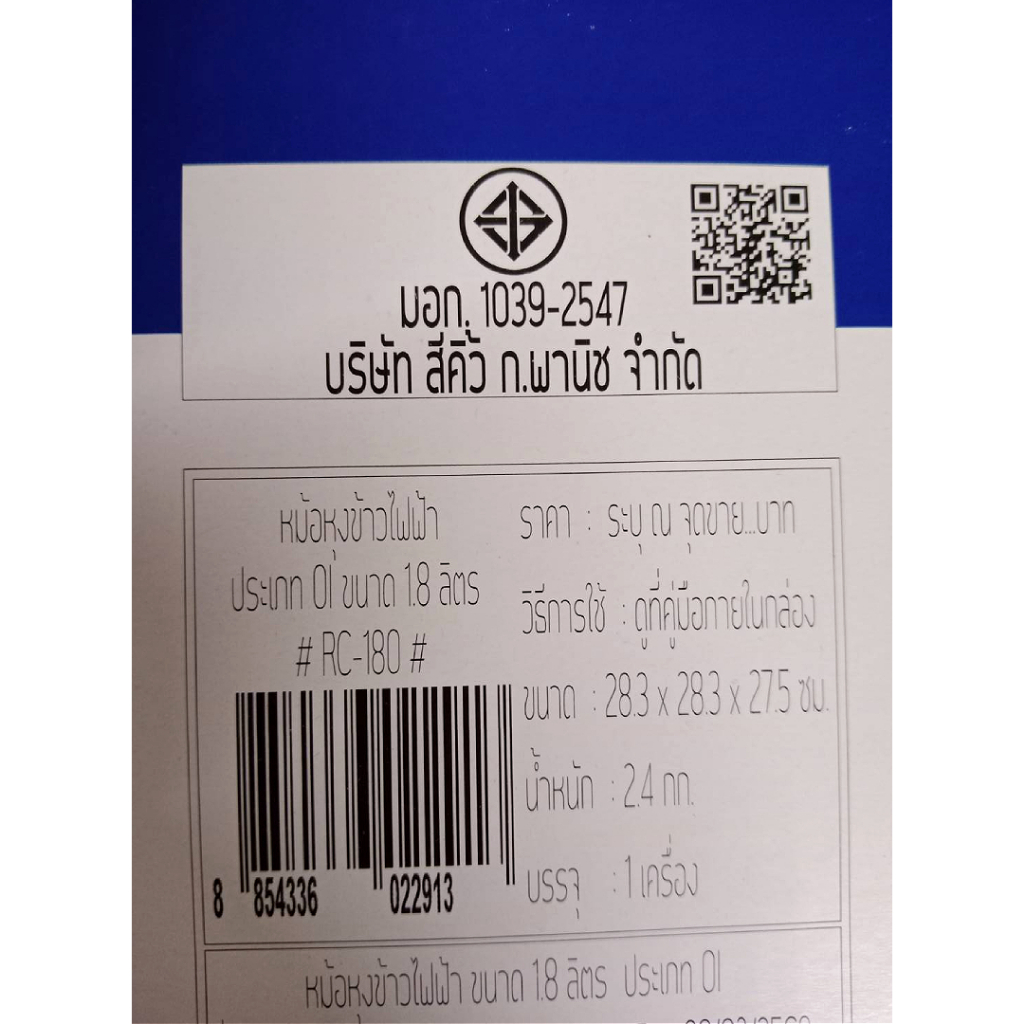 มอก. 1039-2547
บริษัท สีคิ้ว ก.พานิช จำกัด
หม้อหุงข้าวไฟฟ้า
ประเภท 01 ขนาด 1.8 ลิตร
# RC-180 #
8 854336 022913
ราคา : ระบุ ณ จุดขาย...บาท
วิธีการใช้ : ดูที่คู่มือภายในกล่อง
ขนาด : 28.3 x 28.3 x 27.5 ซม.
น้ำหนัก : 2.4 กก.
บรรจุ : 1 เครื่อง
หม้อหุงข้าวไฟฟ้า ขนาด 1.8 ลิตร ประเภท 01